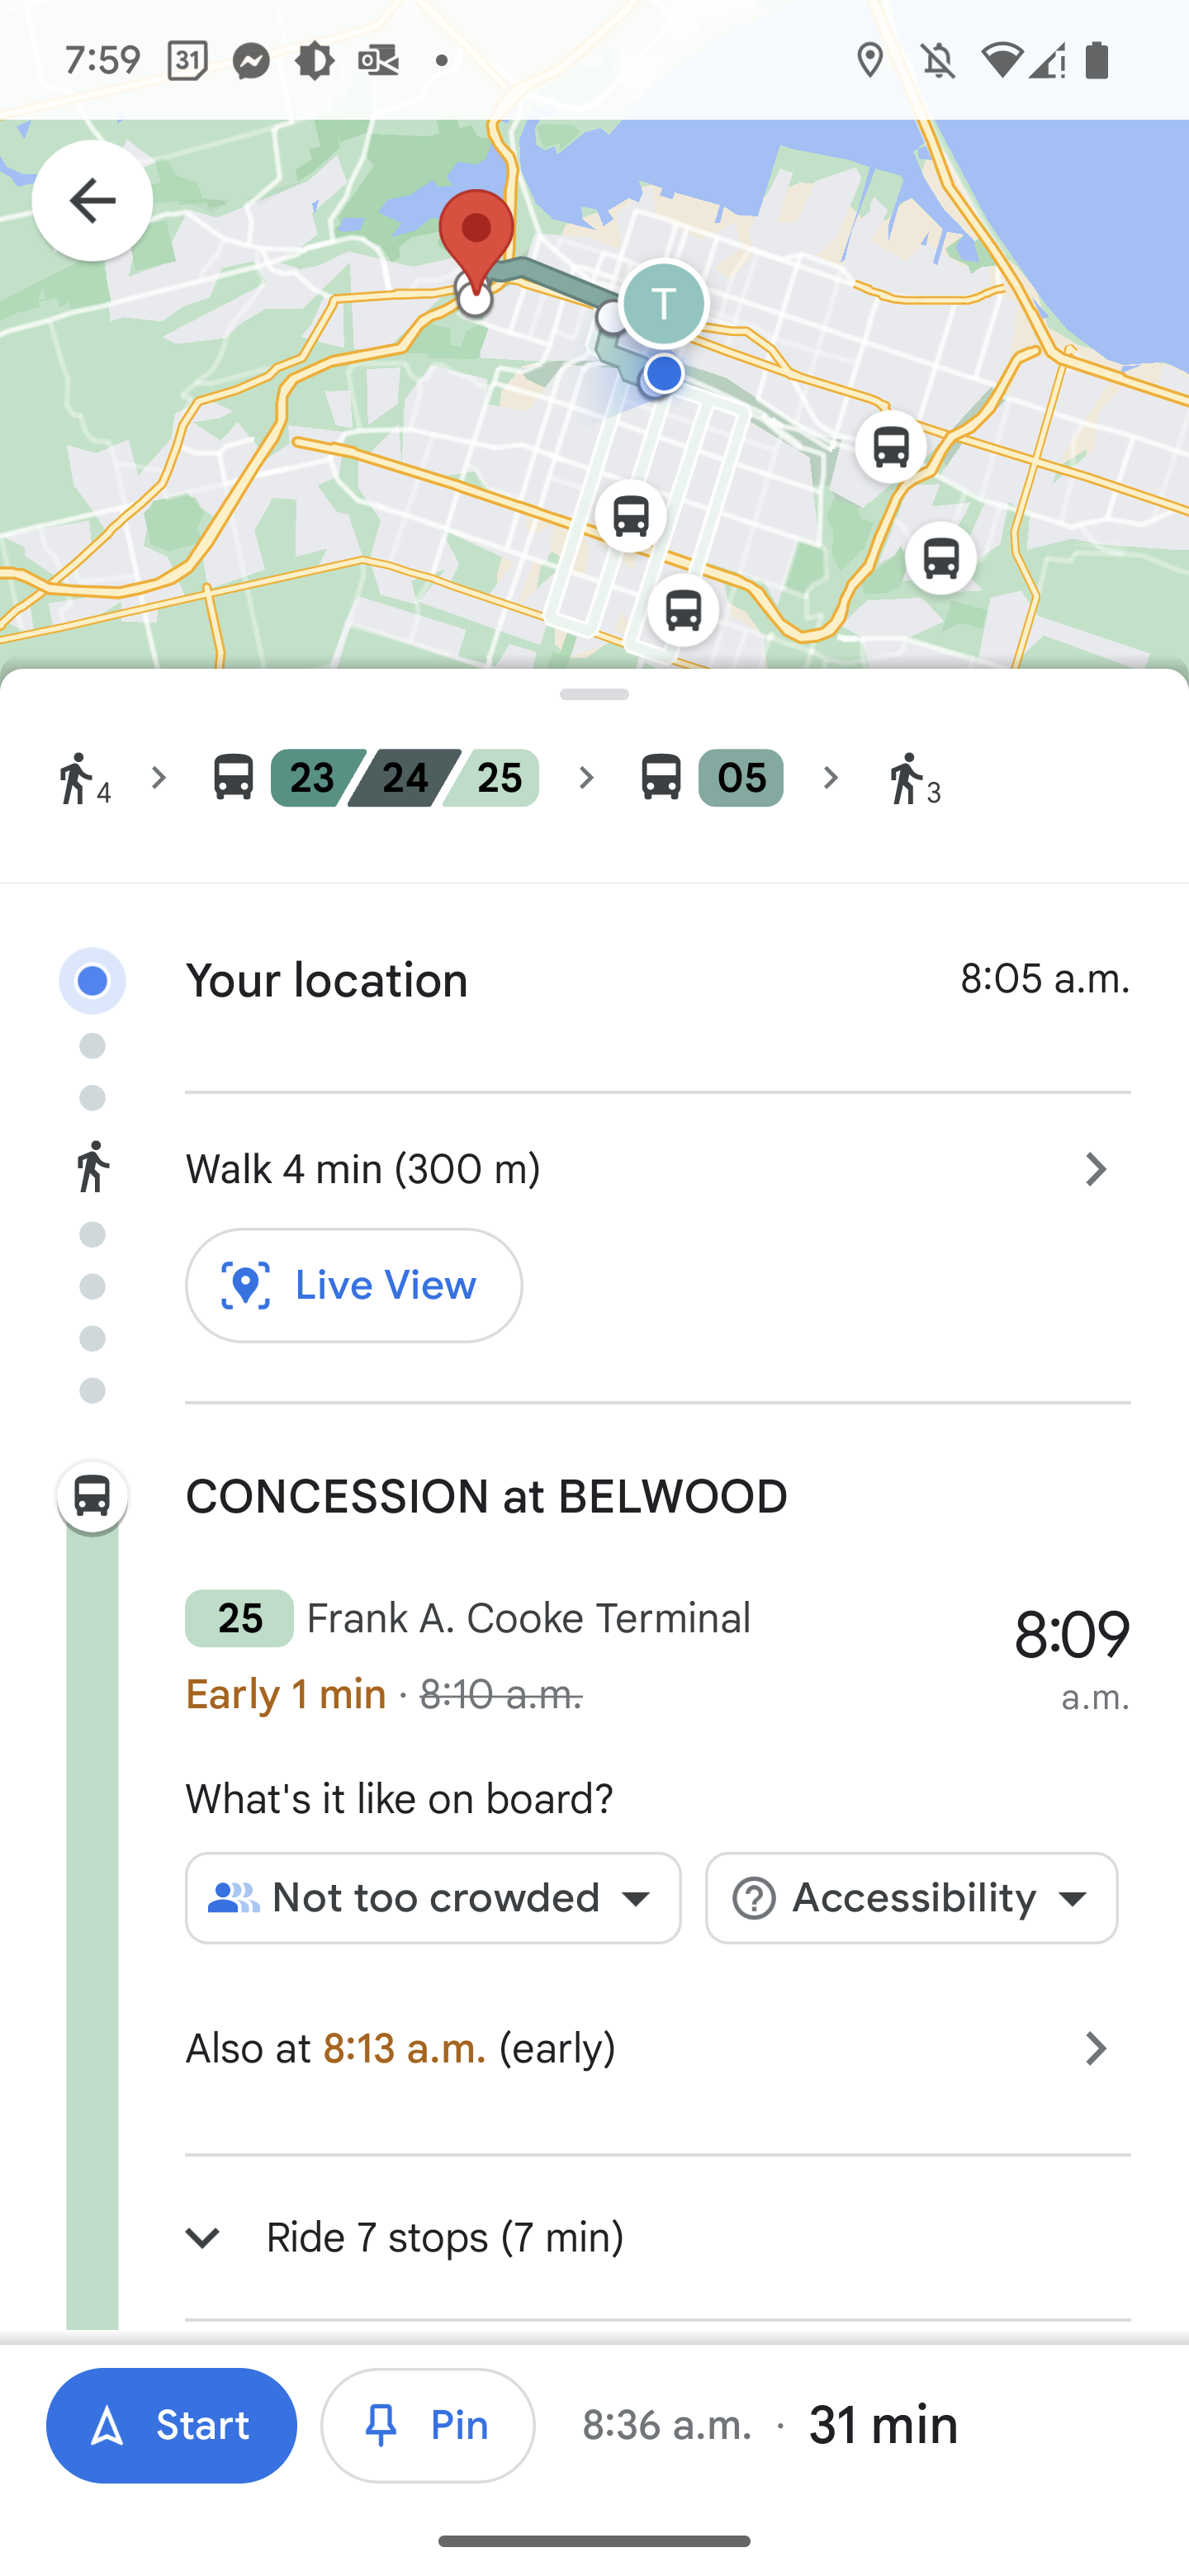 7:59 31
T
4 23 24 25 05 3
Your location 8:05 a.m.
Walk 4 min (300 m)
Live View
CONCESSION at BELWOOD
25 Frank A. Cooke Terminal 8:09
Early 1 min · 8:10 a.m. a.m.
What's it like on board?
Not too crowded Accessibility
Also at 8:13 a.m. (early)
Ride 7 stops (7 min)
Start Pin 8:36 a.m. · 31 min